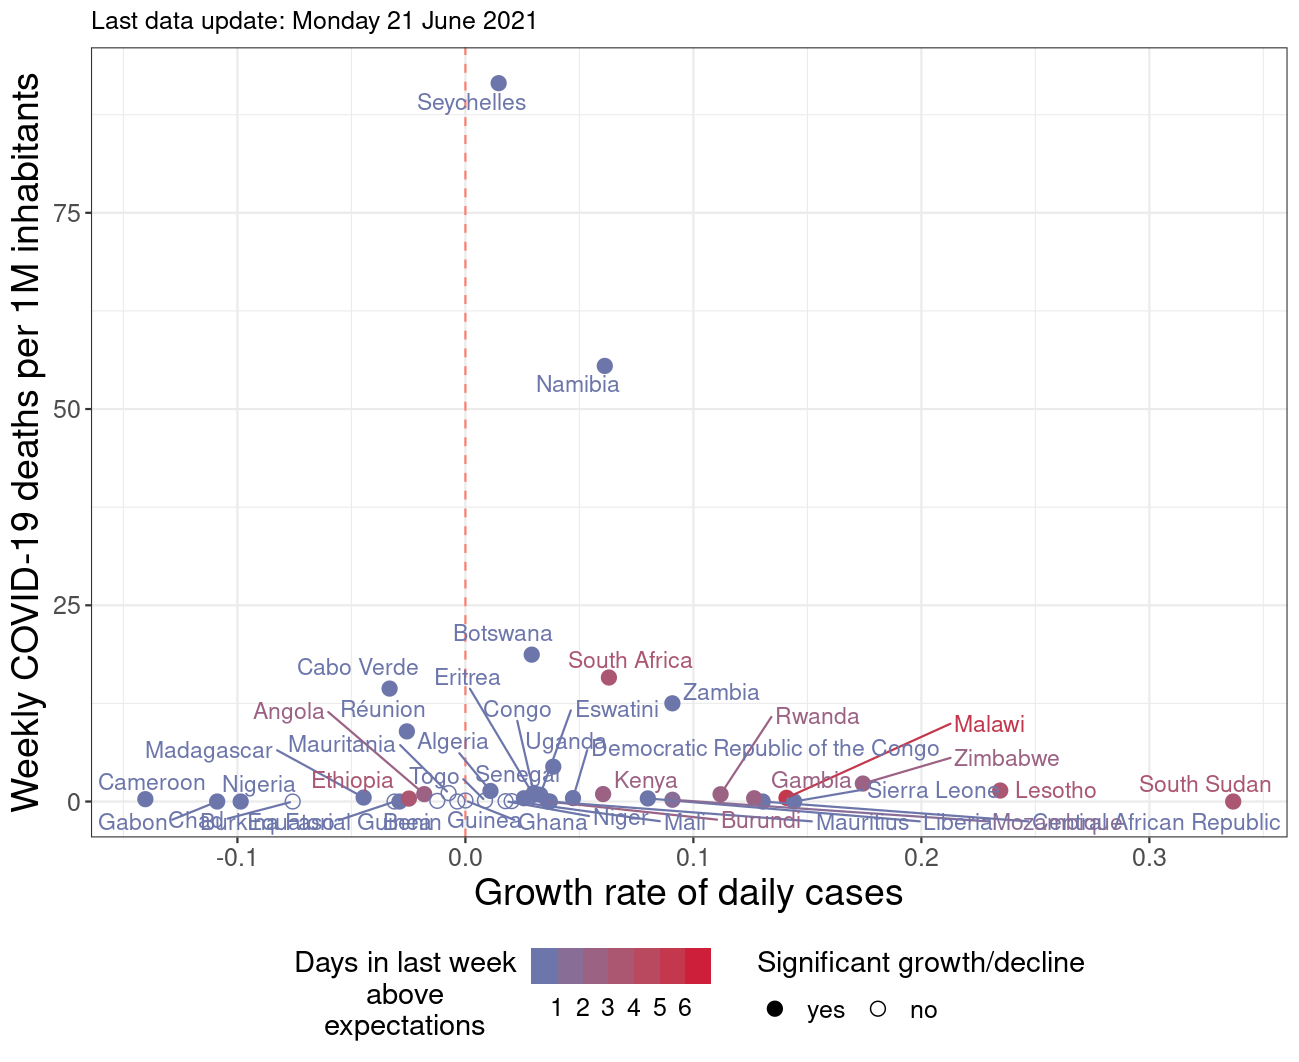 Last data update: Monday 21 June 2021
Weekly COVID-19 deaths per 1M inhabitants
75
50
25
0
Seychelles
Namibia
Botswana
South Africa
Cabo Verde
Eritrea
Zambia
Angola
Réunion
Congo
Eswatini
Rwanda
Malawi
Madagascar
Mauritania
Algeria
Uganda
Democratic Republic of the Congo
Zimbabwe
Cameroon
Nigeria
Ethiopia
Togo
Senegal
Kenya
Gambia
Sierra Leone
Lesotho
South Sudan
Gabon
Chad
Burkina Faso
Equatorial Guinea
Benin
Guinea
Ghana
Niger
Mali
Burundi
Mauritius
Liberia
Mozambique
Central African Republic
-0.1
0.0
0.1
0.2
0.3
Growth rate of daily cases
Days in last week
above
expectations
1 2 3 4 5 6
Significant growth/decline
yes
no